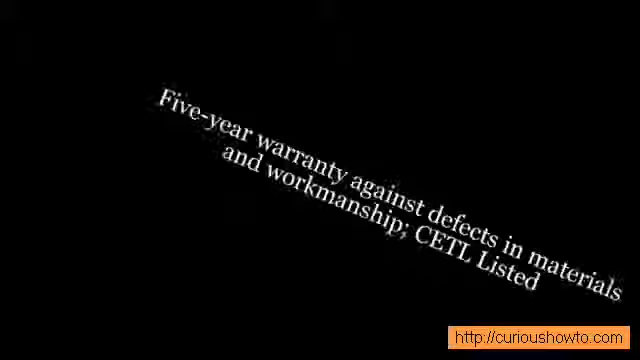 Five-year warranty against defects in materials
and workmanship; CETL Listed
http://curioushowto.com